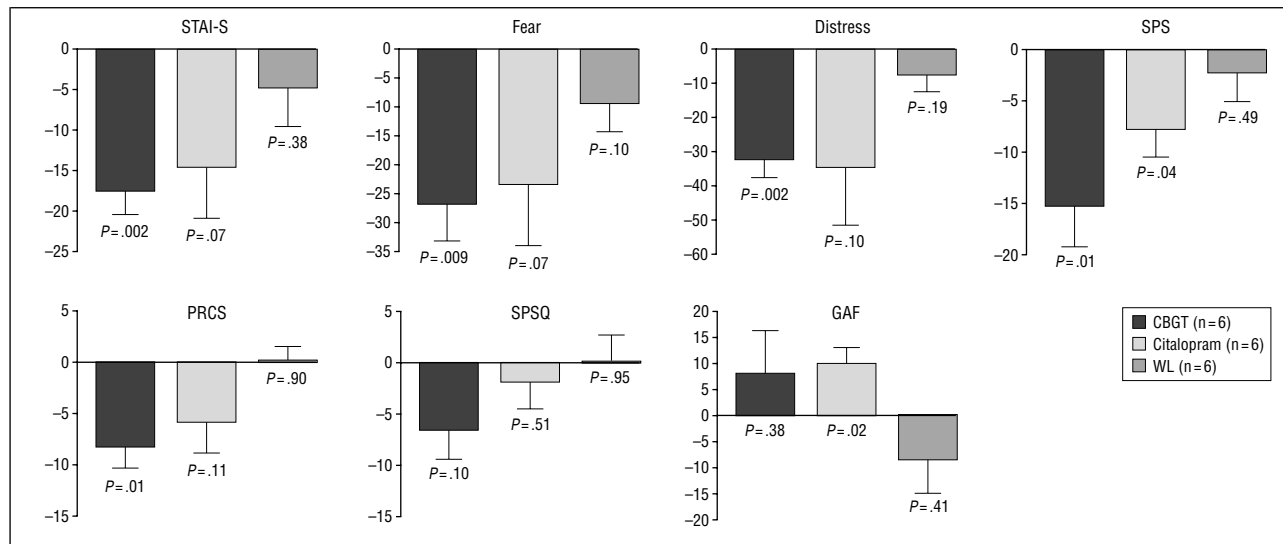 STAI-S
0
−5
−10
−15
−20
−25
P=.002
P=.07
P=.38
Fear
0
−5
−10
−15
−20
−25
−30
−35
P=.009
P=.07
P=.10
Distress
0
−10
−20
−30
−40
−50
−60
P=.002
P=.10
P=.19
SPS
0
−5
−10
−15
−20
P=.01
P=.04
P=.49
PRCS
5
0
−5
−10
−15
P=.01
P=.11
P=.90
SPSQ
5
0
−5
−10
−15
P=.10
P=.51
P=.95
GAF
20
15
10
5
0
−5
−10
−15
−20
P=.38
P=.02
P=.41
CBGT (n=6)
Citalopram (n=6)
WL (n=6)